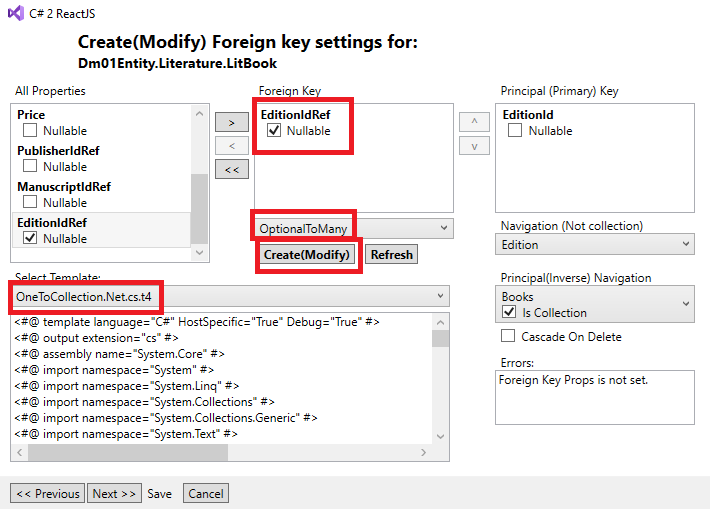 C# 2 ReactJS
Create(Modify) Foreign key settings for:
Dm01Entity.Literature.LitBook
All Properties
Price
Nullable
PublisherIdRef
Nullable
ManuscriptIdRef
Nullable
EditionIdRef
Nullable
>
<
<<
Foreign Key
EditionIdRef
Nullable
OptionalToMany
Create(Modify)
Refresh
^
v
Principal (Primary) Key
EditionId
Nullable
Navigation (Not collection)
Edition
Principal(Inverse) Navigation
Books
Is Collection
Cascade On Delete
Errors:
Foreign Key Props is not set.
Select Template:
OneToCollection.Net.cs.t4
<#@ template language="C#" HostSpecific="True" Debug="True" #>
<#@ output extension="cs" #>
<#@ assembly name="System.Core" #>
<#@ import namespace="System" #>
<#@ import namespace="System.Linq" #>
<#@ import namespace="System.Collections" #>
<#@ import namespace="System.Collections.Generic" #>
<#@ import namespace="System.Text" #>
<< Previous
Next >>
Save
Cancel